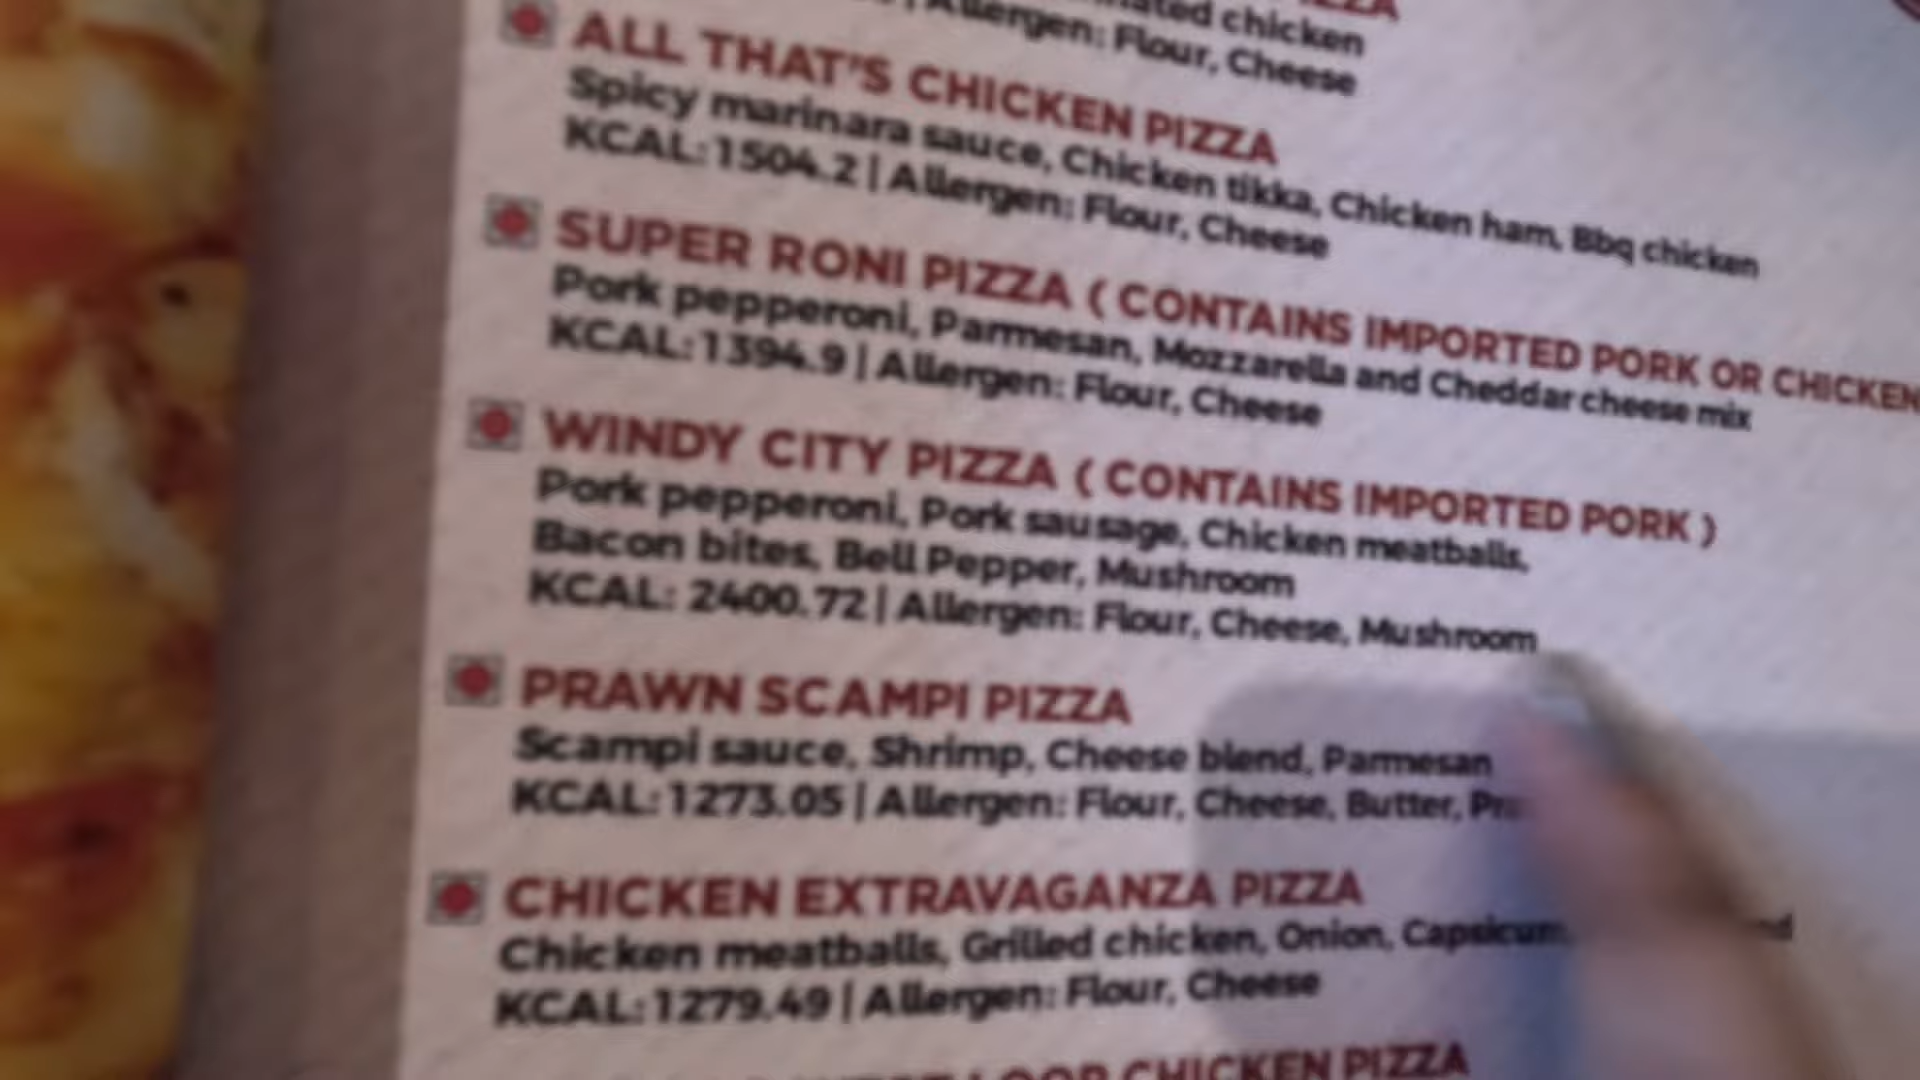 chicken
Allergen: Flour, Cheese
ALL THAT'S CHICKEN PIZZA
Spicy marinara sauce, Chicken tikka, Chicken ham, Bbq chicken
KCAL: 1504.2 | Allergen: Flour, Cheese
SUPER RONI PIZZA ( CONTAINS IMPORTED PORK OR CHICKEN
Pork pepperoni, Parmesan, Mozzarella and Cheddar cheese mix
KCAL: 1394.9 | Allergen: Flour, Cheese
WINDY CITY PIZZA ( CONTAINS IMPORTED PORK )
Pork pepperoni, Pork sausage, Chicken meatballs,
Bacon bites, Bell Pepper, Mushroom
KCAL: 2400.72 | Allergen: Flour, Cheese, Mushroom
PRAWN SCAMPI PIZZA
Scampi sauce, Shrimp, Cheese blend, Parmesan
KCAL: 1273.05 | Allergen: Flour, Cheese, Butter,
CHICKEN EXTRAVAGANZA PIZZA
Chicken meatballs, Grilled chicken, Onion, Capsicum,
KCAL: 1279.49 | Allergen: Flour, Cheese
LOOP CHICKEN PIZZA